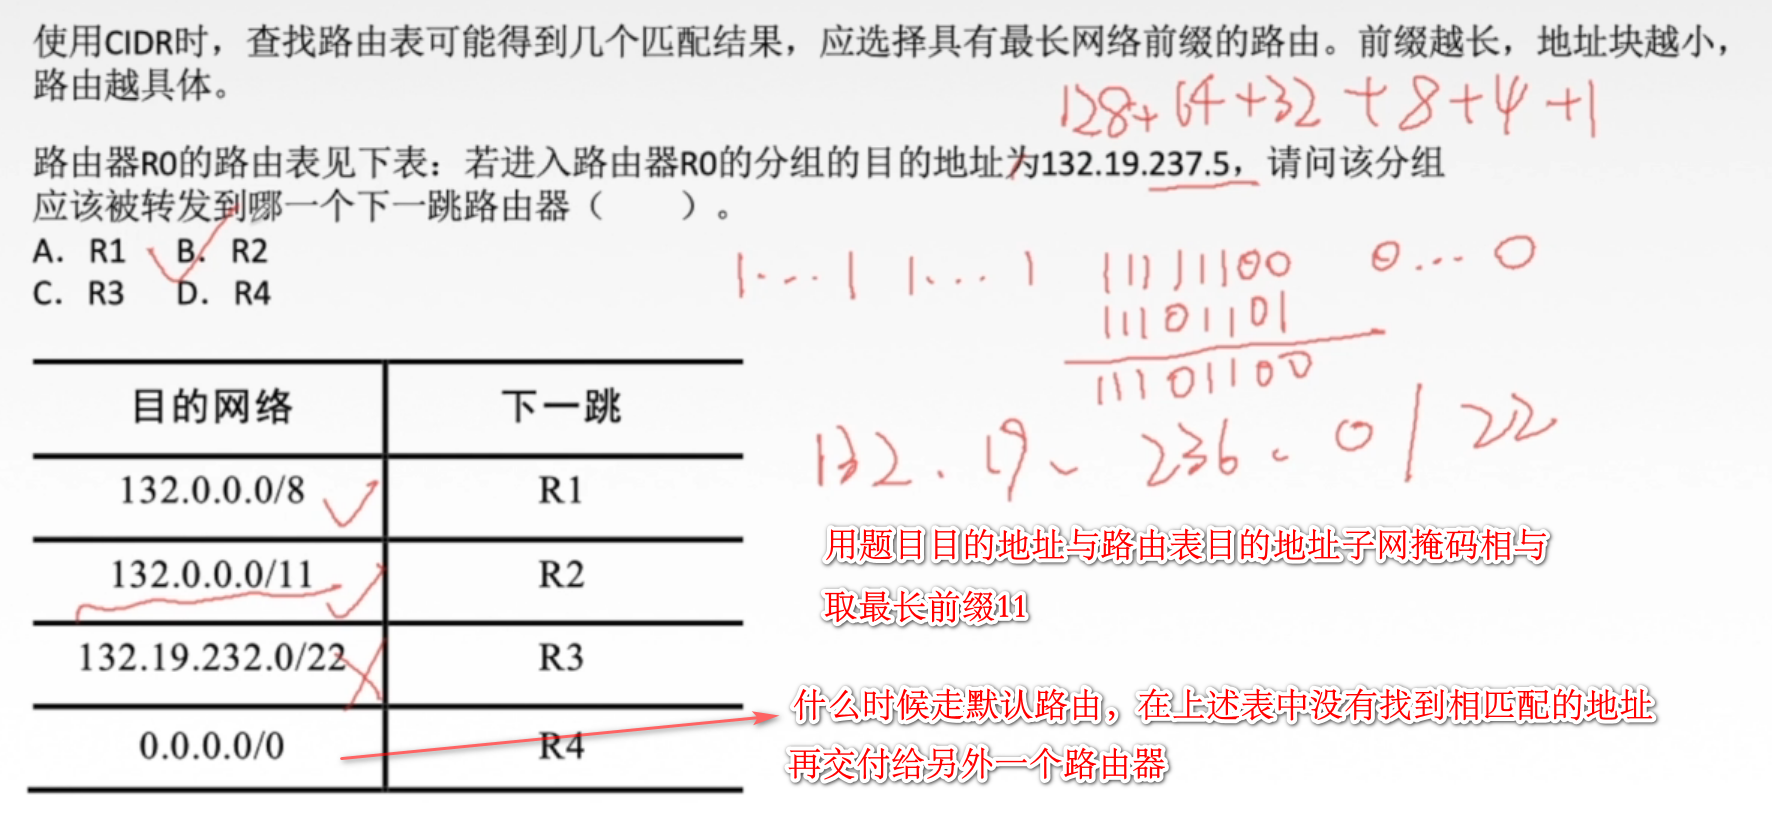 使用CIDR时，查找路由表可能得到几个匹配结果，应选择具有最长网络前缀的路由。前缀越长，地址块越小，
路由越具体。
128+64+32+8+4+1
路由器R0的路由表见下表：若进入路由器R0的分组的目的地址为132.19.237.5，请问该分组
应该被转发到哪一个下一跳路由器（      ）。
A. R1  B. R2
C. R3  D. R4
1...1 1...1 11111100 0...0
11101101
11101100
132.19.236.0/22
目的网络 下一跳
132.0.0.0/8 R1
132.0.0.0/11 R2
132.19.232.0/22 R3
0.0.0.0/0 R4
用题目目的地址与路由表目的地址子网掩码相与
取最长前缀11
什么时候走默认路由，在上述表中没有找到相匹配的地址
再交付给另外一个路由器